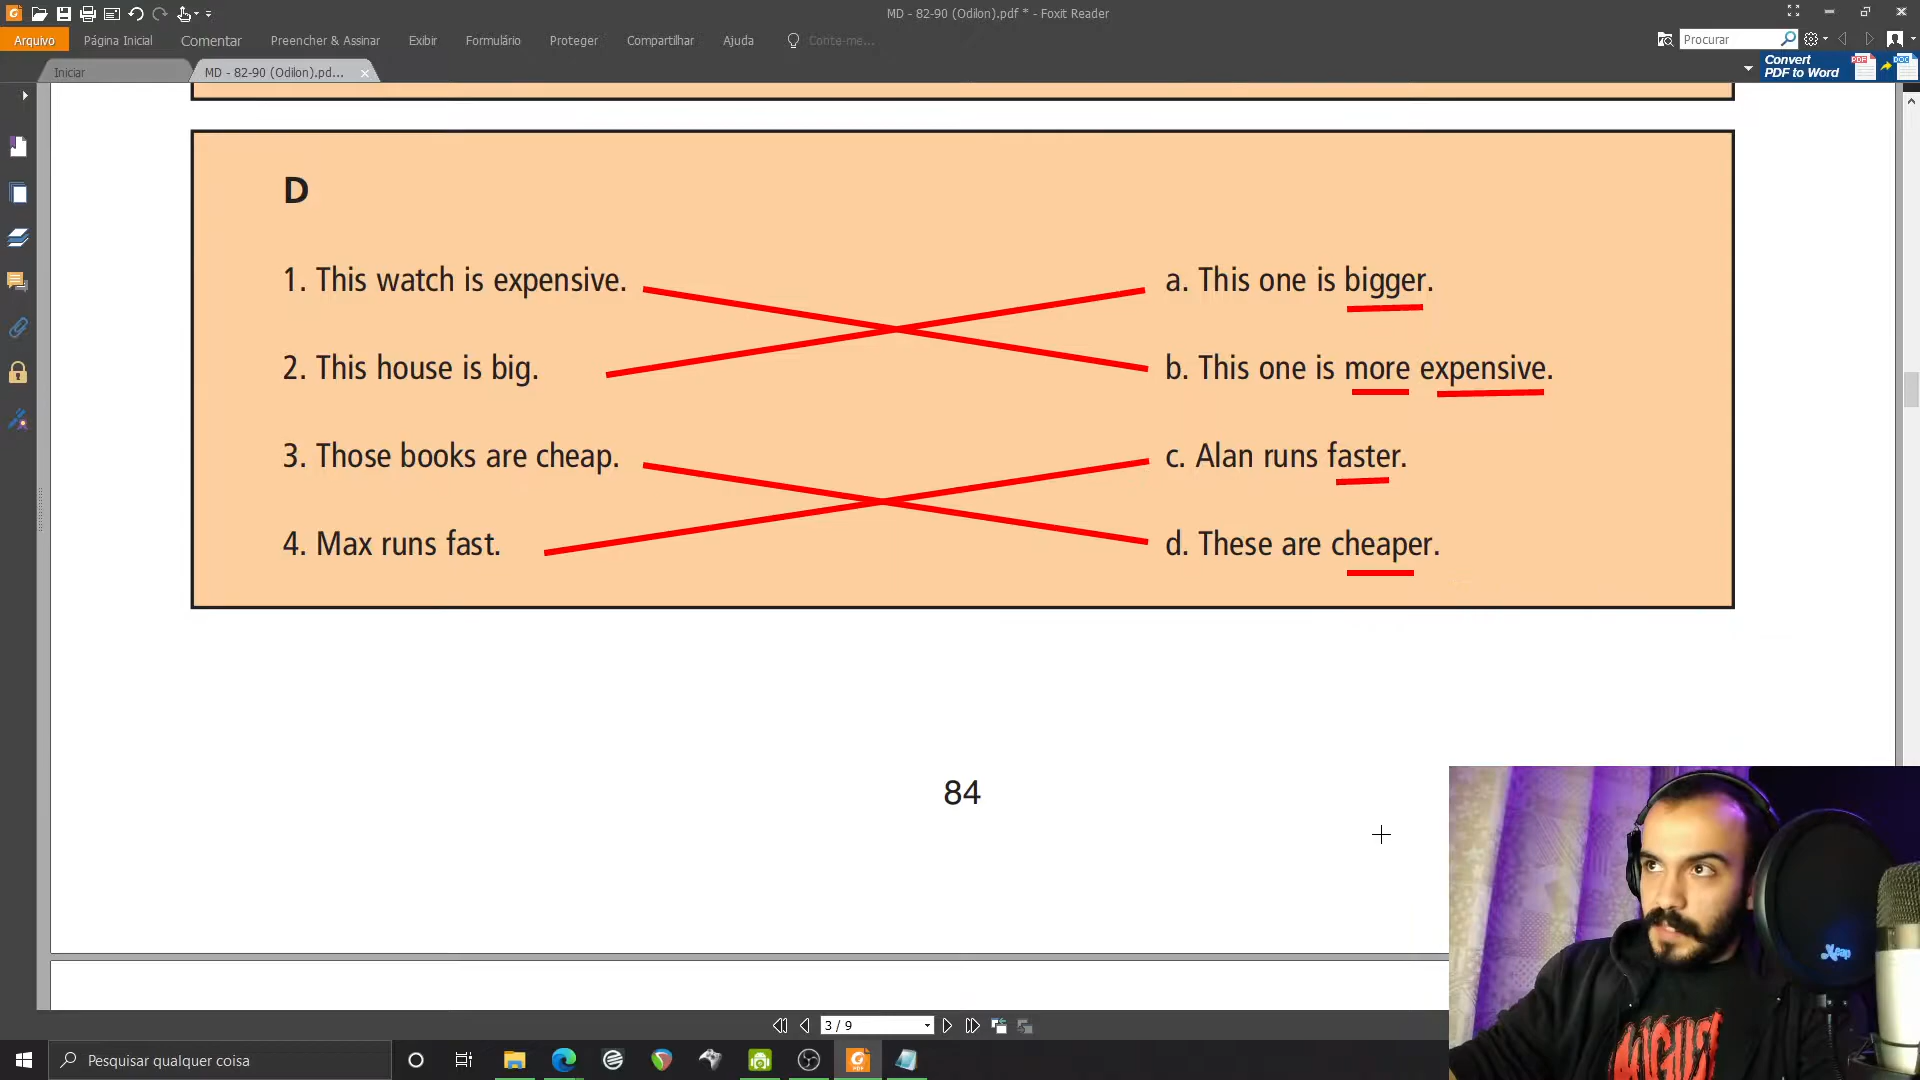 MD - 82-90 (Odilon).pdf * - Foxit Reader
Arquivo Página Inicial Comentar Preencher & Assinar Exibir Formulário Proteger Compartilhar Ajuda Conte-me... Procurar
Iniciar MD - 82-90 (Odilon).pd...
Convert
PDF to Word
PDF DOC
D
1. This watch is expensive. a. This one is bigger.
2. This house is big. b. This one is more expensive.
3. Those books are cheap. c. Alan runs faster.
4. Max runs fast. d. These are cheaper.
84
3 / 9
Pesquisar qualquer coisa
PDF